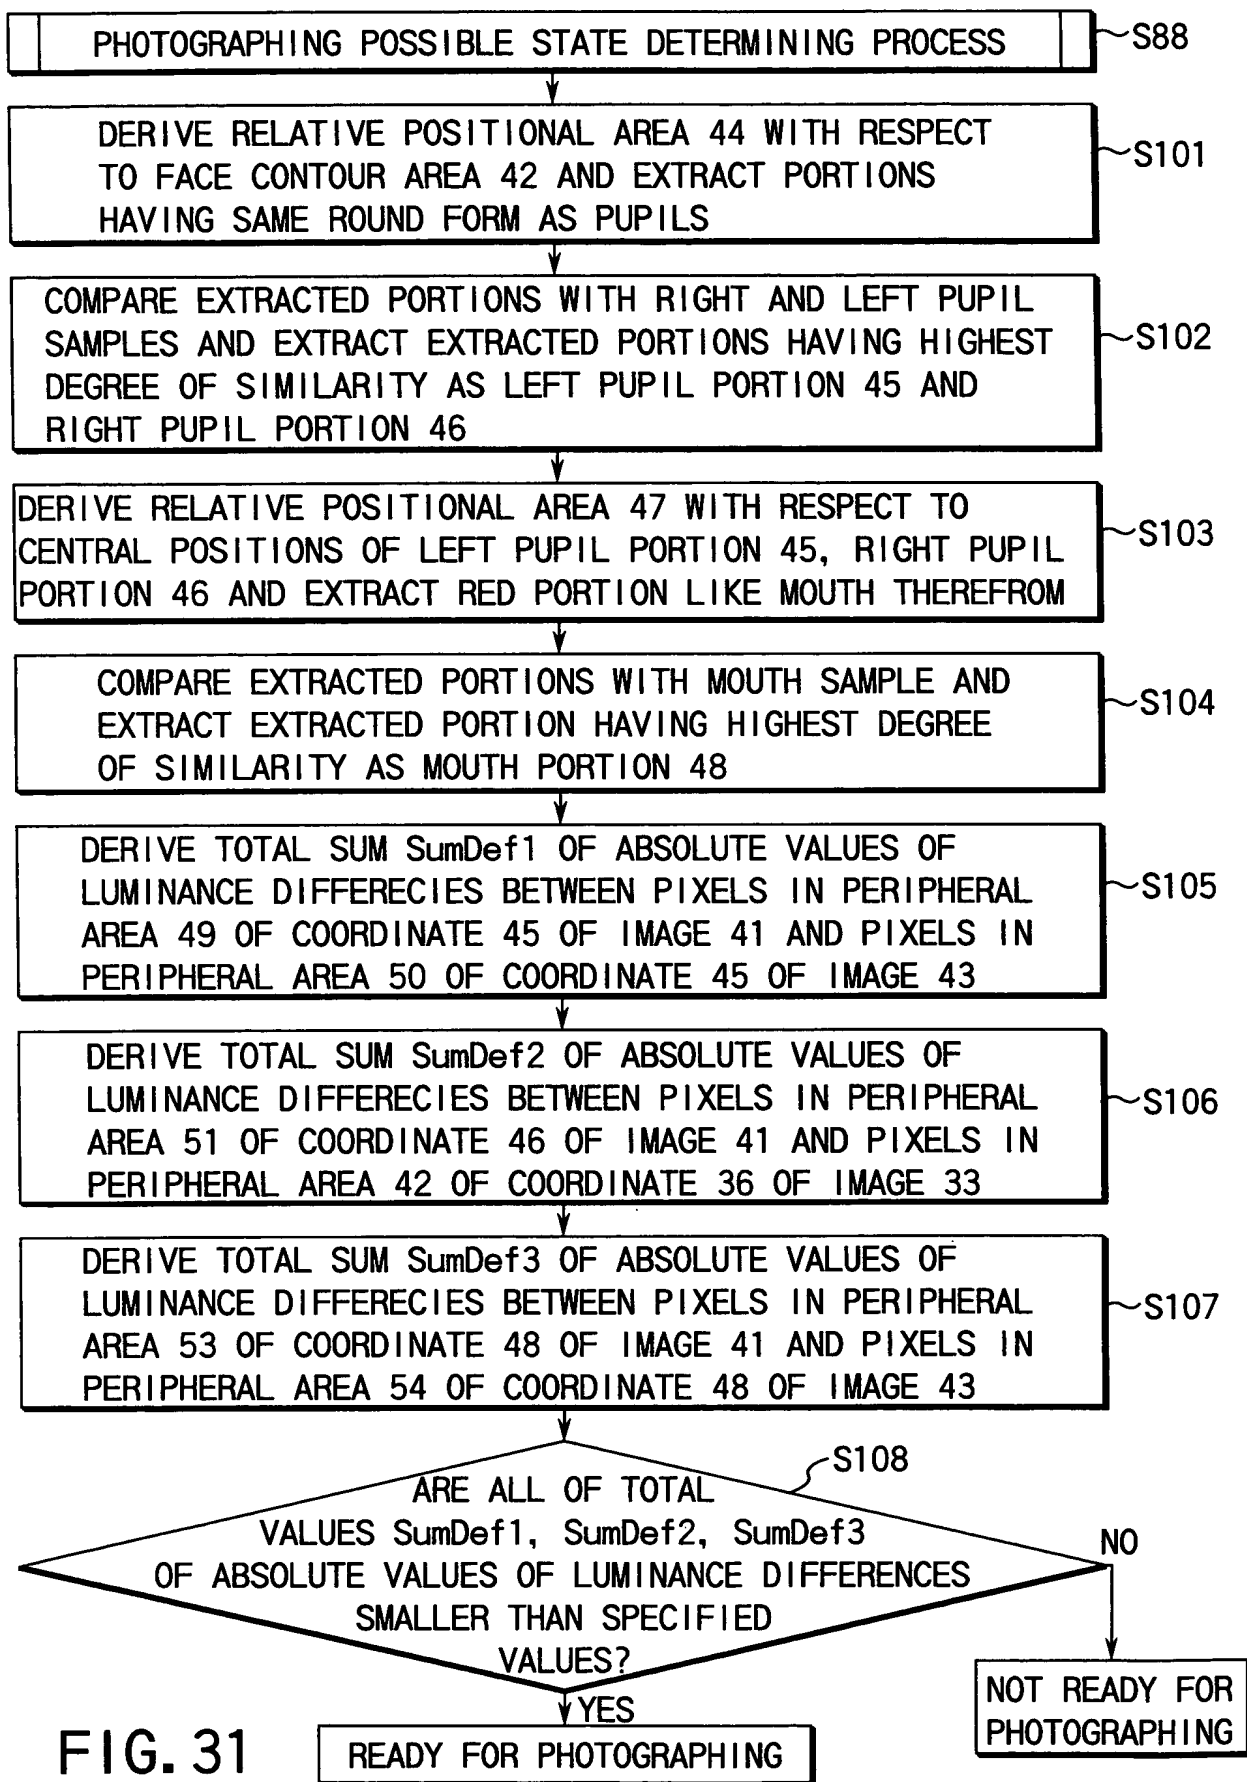 PHOTOGRAPHING POSSIBLE STATE DETERMINING PROCESS
S88
DERIVE RELATIVE POSITIONAL AREA 44 WITH RESPECT
TO FACE CONTOUR AREA 42 AND EXTRACT PORTIONS
HAVING SAME ROUND FORM AS PUPILS
S101
COMPARE EXTRACTED PORTIONS WITH RIGHT AND LEFT PUPIL
SAMPLES AND EXTRACT EXTRACTED PORTIONS HAVING HIGHEST
DEGREE OF SIMILARITY AS LEFT PUPIL PORTION 45 AND
RIGHT PUPIL PORTION 46
S102
DERIVE RELATIVE POSITIONAL AREA 47 WITH RESPECT TO
CENTRAL POSITIONS OF LEFT PUPIL PORTION 45, RIGHT PUPIL
PORTION 46 AND EXTRACT RED PORTION LIKE MOUTH THEREFROM
S103
COMPARE EXTRACTED PORTIONS WITH MOUTH SAMPLE AND
EXTRACT EXTRACTED PORTION HAVING HIGHEST DEGREE
OF SIMILARITY AS MOUTH PORTION 48
S104
DERIVE TOTAL SUM SumDef1 OF ABSOLUTE VALUES OF
LUMINANCE DIFFERECIES BETWEEN PIXELS IN PERIPHERAL
AREA 49 OF COORDINATE 45 OF IMAGE 41 AND PIXELS IN
PERIPHERAL AREA 50 OF COORDINATE 45 OF IMAGE 43
S105
DERIVE TOTAL SUM SumDef2 OF ABSOLUTE VALUES OF
LUMINANCE DIFFERECIES BETWEEN PIXELS IN PERIPHERAL
AREA 51 OF COORDINATE 46 OF IMAGE 41 AND PIXELS IN
PERIPHERAL AREA 42 OF COORDINATE 36 OF IMAGE 33
S106
DERIVE TOTAL SUM SumDef3 OF ABSOLUTE VALUES OF
LUMINANCE DIFFERECIES BETWEEN PIXELS IN PERIPHERAL
AREA 53 OF COORDINATE 48 OF IMAGE 41 AND PIXELS IN
PERIPHERAL AREA 54 OF COORDINATE 48 OF IMAGE 43
S107
S108
ARE ALL OF TOTAL
VALUES SumDef1, SumDef2, SumDef3
OF ABSOLUTE VALUES OF LUMINANCE DIFFERENCES
SMALLER THAN SPECIFIED
VALUES?
NO
YES
NOT READY FOR
PHOTOGRAPHING
READY FOR PHOTOGRAPHING
FIG. 31